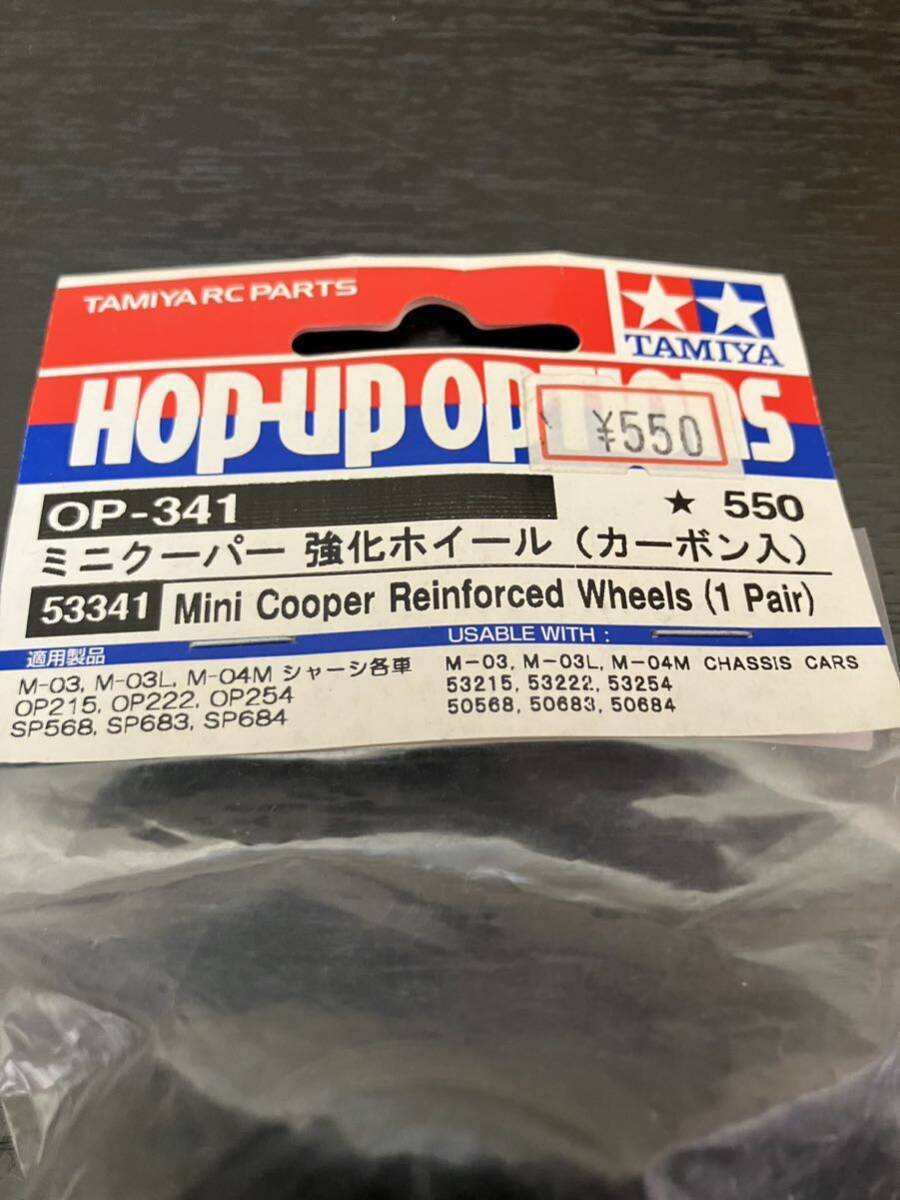 TAMIYA RC PARTS
TAMIYA
HOP-UP OPTIONS
¥550
OP-341
★ 550
ミニクーパー 強化ホイール (カーボン入)
53341 Mini Cooper Reinforced Wheels (1 Pair)
適用製品
M-03, M-03L, M-04M シャーシ各車
OP215, OP222, OP254
SP568, SP683, SP684
USABLE WITH :
M-03, M-03L, M-04M CHASSIS CARS
53215, 53222, 53254
50568, 50683, 50684